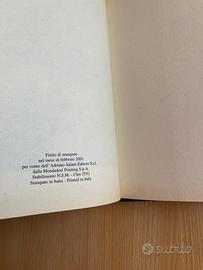 Finito di stampare
nel mese di febbraio 2001
per conto dell' Adriano Salani Editore S.r.l.
dalla Mondadori Printing S.p.A.
Stabilimento N.S.M. - Cles (TN)
Stampato in Italia - Printed in Italy
subito